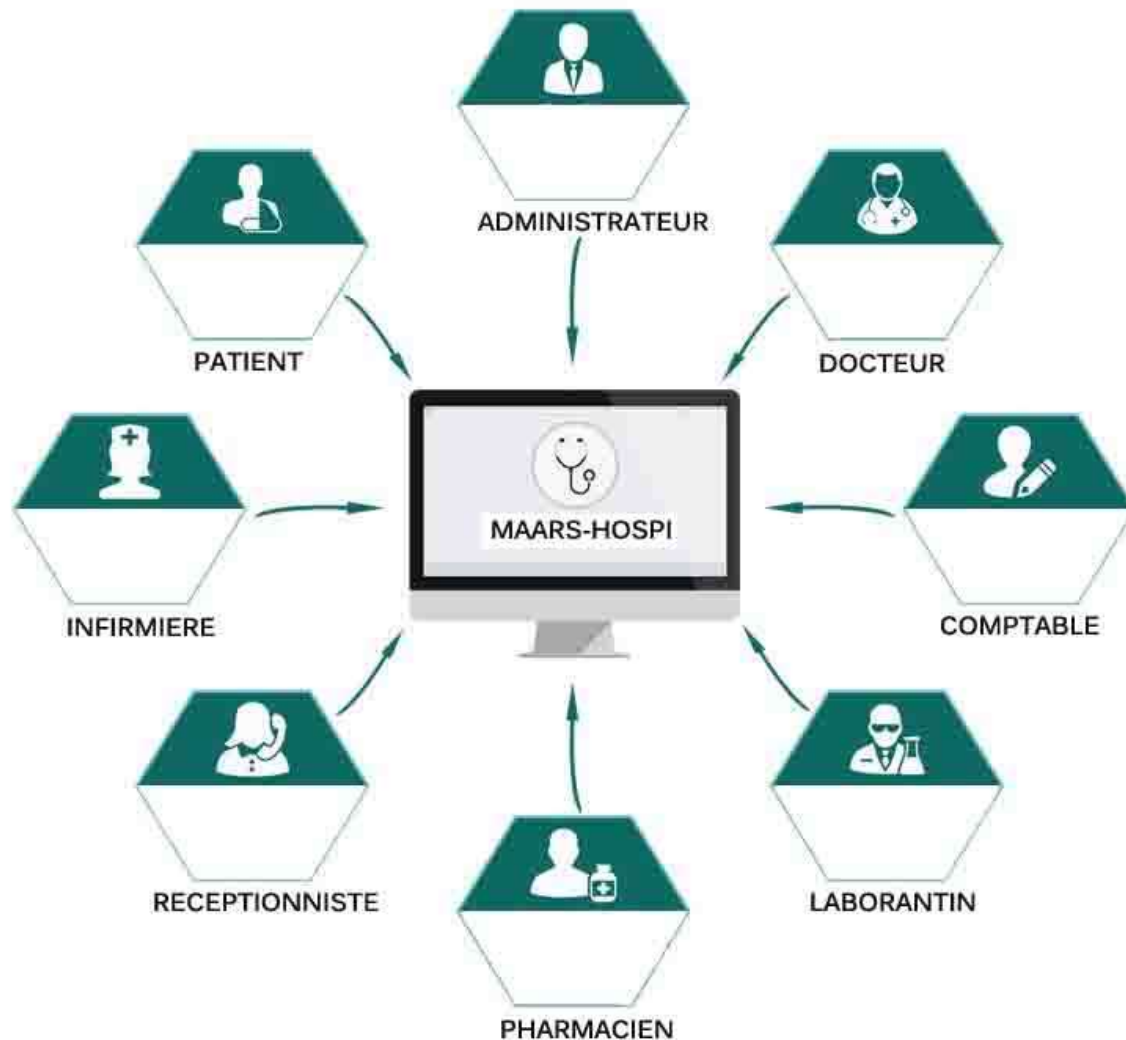 ADMINISTRATEUR
PATIENT
DOCTEUR
MAARS-HOSPI
INFIRMIERE
COMPTABLE
RECEPTIONNISTE
LABORANTIN
PHARMACIEN